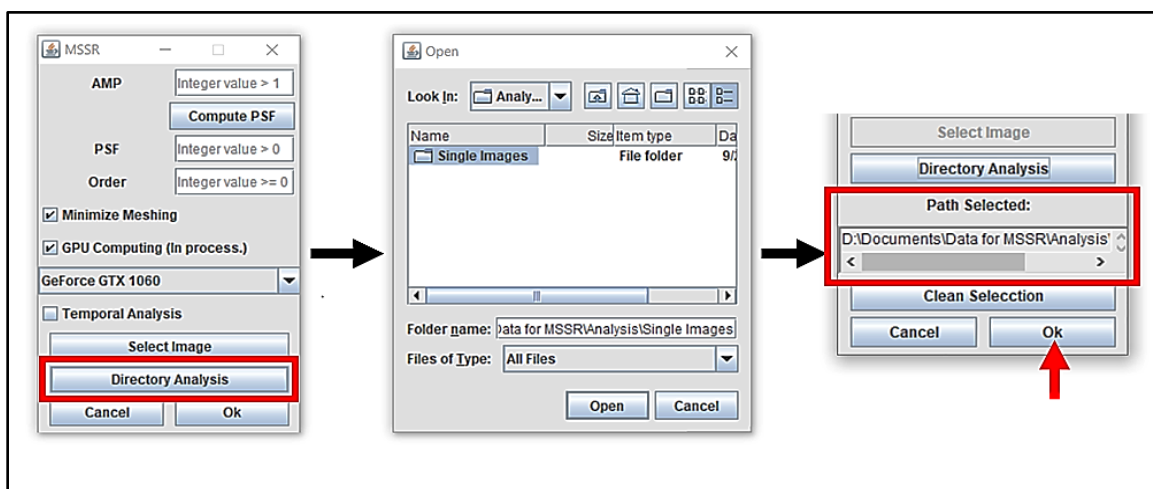 MSSR
AMP Integer value > 1
Compute PSF
PSF Integer value > 0
Order Integer value >= 0
Minimize Meshing
GPU Computing (In process.)
GeForce GTX 1060
Temporal Analysis
Select Image
Directory Analysis
Cancel Ok
Open
Look In: Analy...
Name Size Item type Da
Single Images File folder 9/
Folder name: ata for MSSR\Analysis\Single Images
Files of Type: All Files
Open Cancel
Select Image
Directory Analysis
Path Selected:
D:\Documents\Data for MSSR\Analysis\
Clean Selecction
Cancel Ok